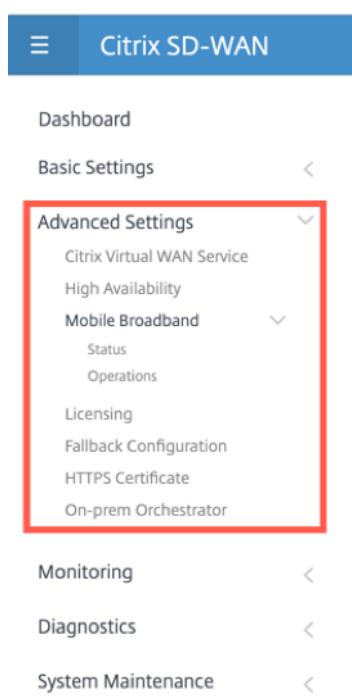 Citrix SD-WAN
Dashboard
Basic Settings
Advanced Settings
Citrix Virtual WAN Service
High Availability
Mobile Broadband
Status
Operations
Licensing
Fallback Configuration
HTTPS Certificate
On-prem Orchestrator
Monitoring
Diagnostics
System Maintenance